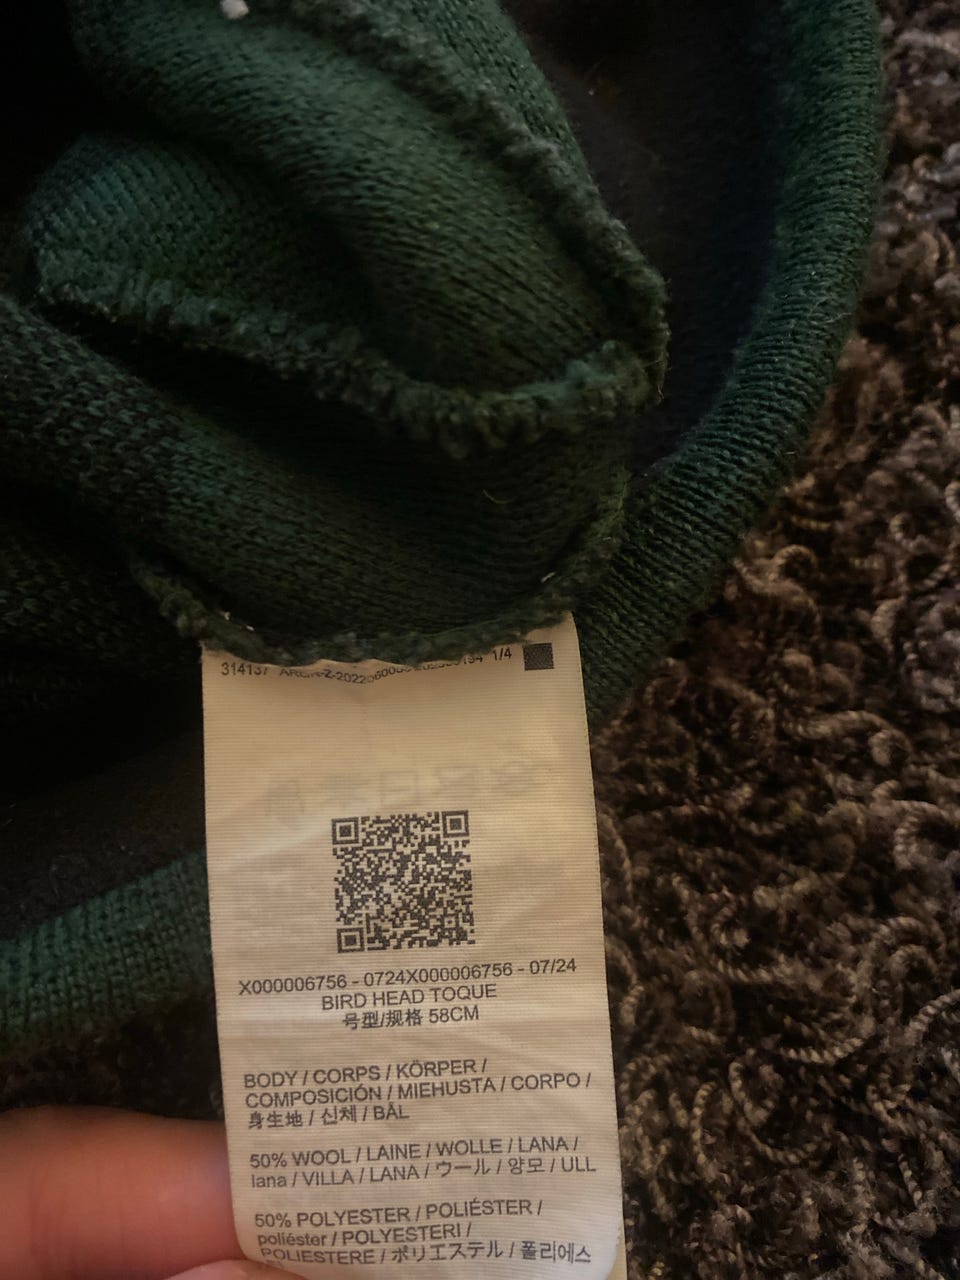 314137 1/4
X000006756 - 0724X000006756 - 07/24
BIRD HEAD TOQUE
号型/规格 58CM
BODY / CORPS / KÖRPER /
COMPOSICIÓN / MIEHUSTA / CORPO /
身生地 / 신체 / BÅL
50% WOOL / LAINE / WOLLE / LANA /
lana / VILLA / LANA / ウール / 양모 / ULL
50% POLYESTER / POLIÉSTER /
poliéster / POLYESTERI /
POLIESTERE / ポリエステル / 폴리에스